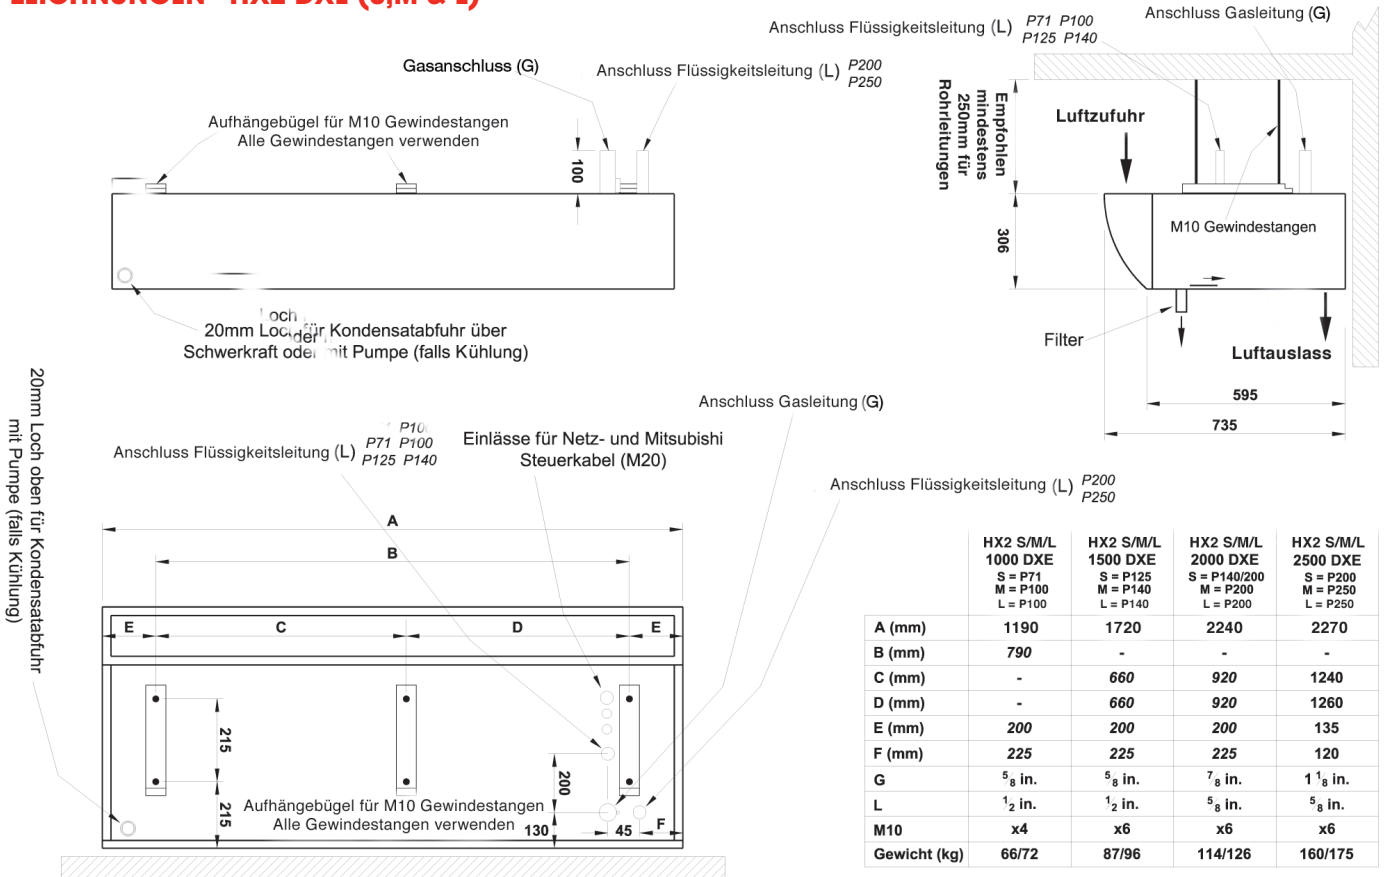 HX2 DXE (S,M & L)
Anschluss Flüssigkeitsleitung (L) P71 P100
P125 P140
Anschluss Gasleitung (G)
Gasanschluss (G)
Anschluss Flüssigkeitsleitung (L) P200
P250
Aufhängebügel für M10 Gewindestangen
Alle Gewindestangen verwenden
100
Empfohlen
mindestens
250mm für
Rohrleitungen
Luftzufuhr
306
M10 Gewindestangen
Loch
20mm Loch für Kondensatabfuhr über
Schwerkraft oder mit Pumpe (falls Kühlung)
Filter
Luftauslass
595
735
20mm Loch oben für Kondensatabfuhr
mit Pumpe (falls Kühlung)
Anschluss Gasleitung (G)
Anschluss Flüssigkeitsleitung (L) P71 P100
P125 P140
Einlässe für Netz- und Mitsubishi
Steuerkabel (M20)
Anschluss Flüssigkeitsleitung (L) P200
P250
A
B
E C D E
215
215
200
130 45 F
Aufhängebügel für M10 Gewindestangen
Alle Gewindestangen verwenden
HX2 S/M/L HX2 S/M/L HX2 S/M/L HX2 S/M/L
1000 DXE 1500 DXE 2000 DXE 2500 DXE
S = P71 S = P125 S = P140/200 S = P200
M = P100 M = P140 M = P200 M = P250
L = P100 L = P140 L = P200 L = P250
A (mm) 1190 1720 2240 2270
B (mm) 790 - - -
C (mm) - 660 920 1240
D (mm) - 660 920 1260
E (mm) 200 200 200 135
F (mm) 225 225 225 120
G 5/8 in. 5/8 in. 7/8 in. 1 1/8 in.
L 1/2 in. 1/2 in. 5/8 in. 5/8 in.
M10 x4 x6 x6 x6
Gewicht (kg) 66/72 87/96 114/126 160/175